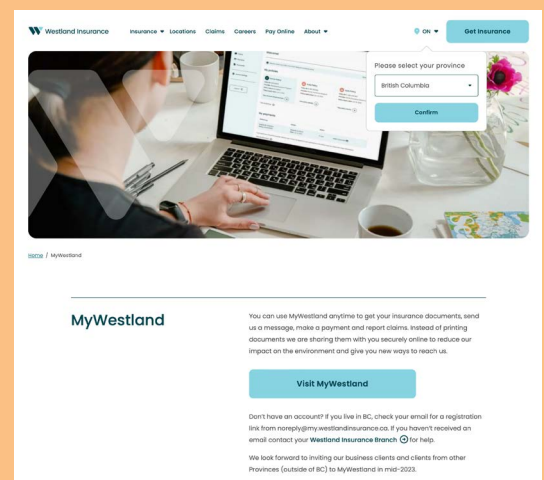 Westland Insurance
Insurance
Locations
Claims
Careers
Pay Online
About
ON
Get Insurance
Please select your province
British Columbia
Confirm
Home / MyWestland
MyWestland
You can use MyWestland anytime to get your insurance documents, send
us a message, make a payment and report claims. Instead of printing
documents we are sharing them with you securely online to reduce our
impact on the environment and give you new ways to reach us.
Visit MyWestland
Don't have an account? If you live in BC, check your email for a registration
link from noreply@my.westlandinsurance.ca. If you haven't received an
email contact your Westland Insurance Branch for help.
We look forward to inviting our business clients and clients from other
Provinces (outside of BC) to MyWestland in mid-2023.